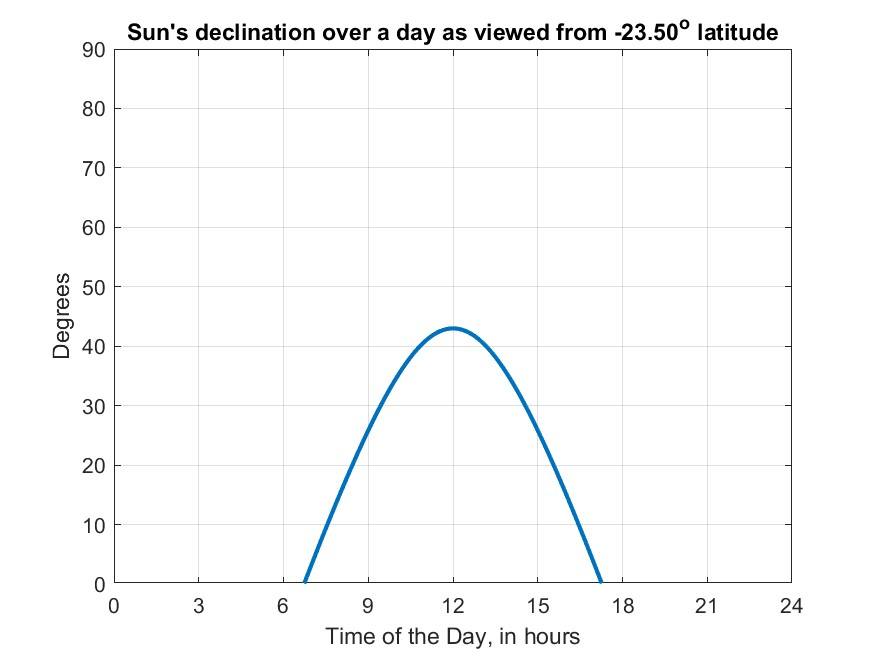 Sun's declination over a day as viewed from -23.50° latitude
90
80
70
60
50
40
30
20
10
0
Degrees
0 3 6 9 12 15 18 21 24
Time of the Day, in hours